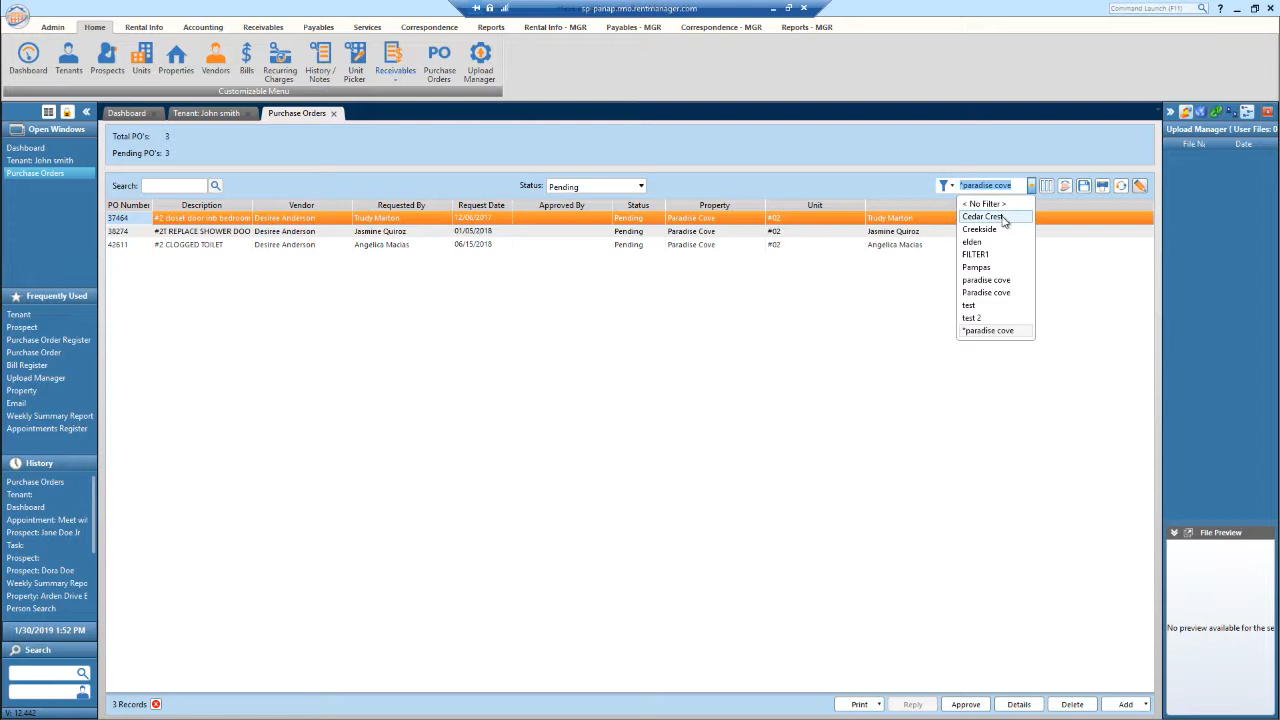 sp-panap.rmo.rentmanager.com
Command Launch (F11)
Admin Home Rental Info Accounting Receivables Payables Services Correspondence Reports Rental Info - MGR Payables - MGR Correspondence - MGR Reports - MGR
Dashboard Tenants Prospects Units Properties Vendors Bills Recurring Charges History / Notes Unit Picker Receivables PO Purchase Orders Upload Manager
Customizable Menu
Open Windows
Dashboard
Tenant: John smith
Purchase Orders
Frequently Used
Tenant
Prospect
Purchase Order Register
Purchase Order
Bill Register
Upload Manager
Property
Email
Weekly Summary Report
Appointments Register
History
Purchase Orders
Tenant:
Dashboard
Appointment: Meet wi
Prospect: Jane Doe Jr
Task:
Prospect:
Prospect: Dora Doe
Weekly Summary Repo
Property: Arden Drive E
Person Search
1/30/2019 1:52 PM
Search
V: 12.442
Dashboard Tenant: John smith Purchase Orders
Total PO's: 3
Pending PO's: 3
Search: Status: Pending *paradise cove
PO Number Description Vendor Requested By Request Date Approved By Status Property Unit
37464 #2 closet door inb bedroom Desiree Anderson Trudy Marton 12/06/2017 Pending Paradise Cove #02 Trudy Marton
38274 #2T REPLACE SHOWER DOO Desiree Anderson Jasmine Quiroz 01/05/2018 Pending Paradise Cove #02 Jasmine Quiroz
42611 #2 CLOGGED TOILET Desiree Anderson Angelica Macias 06/15/2018 Pending Paradise Cove #02 Angelica Macias
< No Filter >
Cedar Crest
Creekside
elden
FILTER1
Pampas
paradise cove
Paradise cove
test
test 2
*paradise cove
3 Records Print Reply Approve Details Delete Add
Upload Manager ( User Files: 0
File N Date
File Preview
No preview available for the se